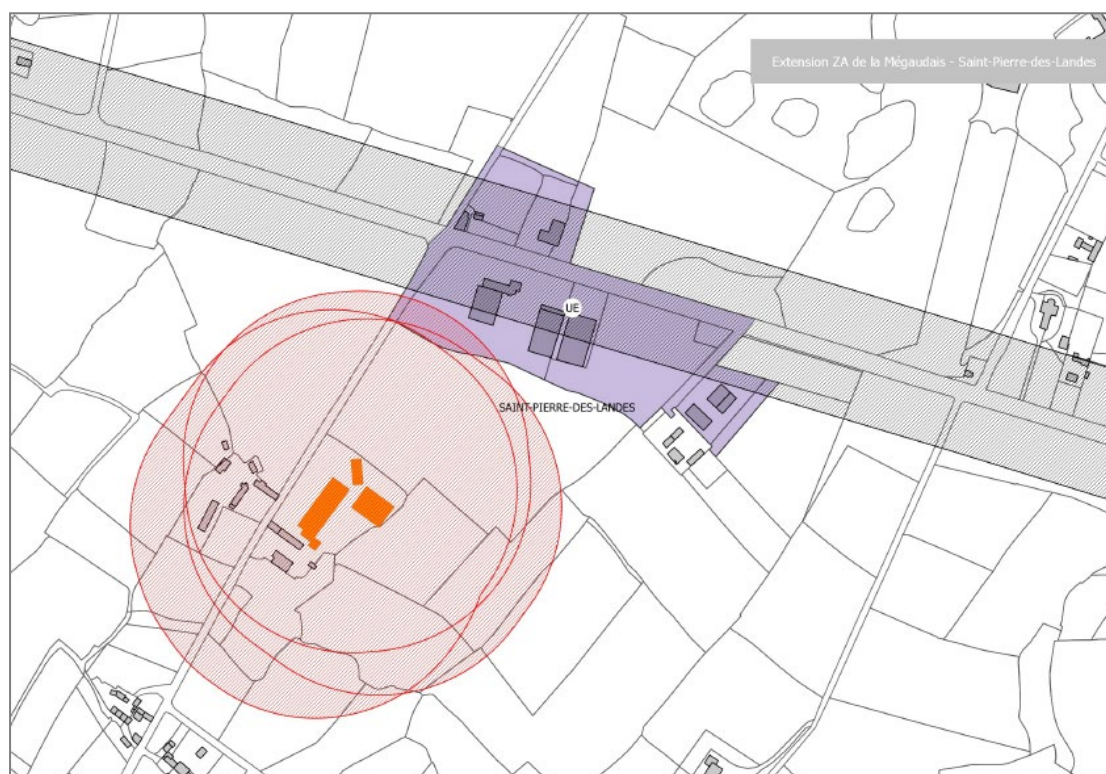 Extension ZA de la Mégaudais - Saint-Pierre-des-Landes
UE
SAINT-PIERRE-DES-LANDES